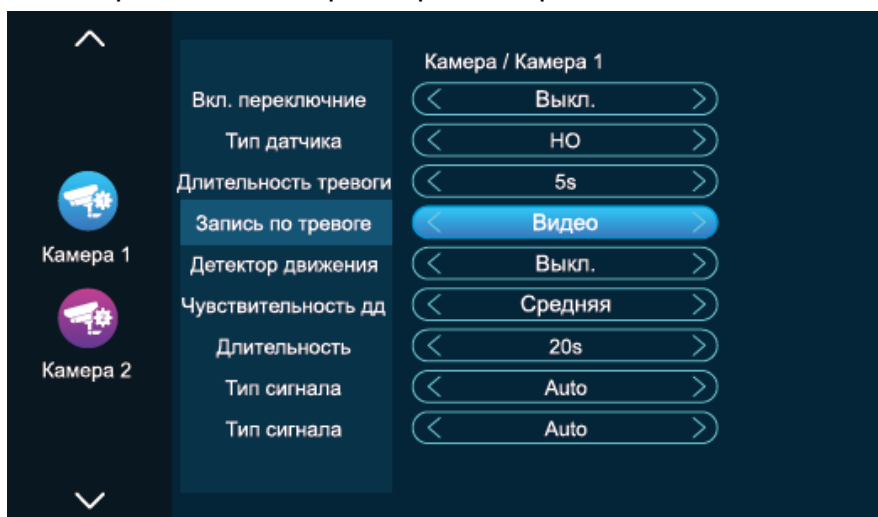 Камера / Камера 1
Вкл. переключние Выкл.
Тип датчика НО
Длительность тревоги 5s
Запись по тревоге Видео
Камера 1
Детектор движения Выкл.
Чувствительность дд Средняя
Длительность 20s
Камера 2
Тип сигнала Auto
Тип сигнала Auto